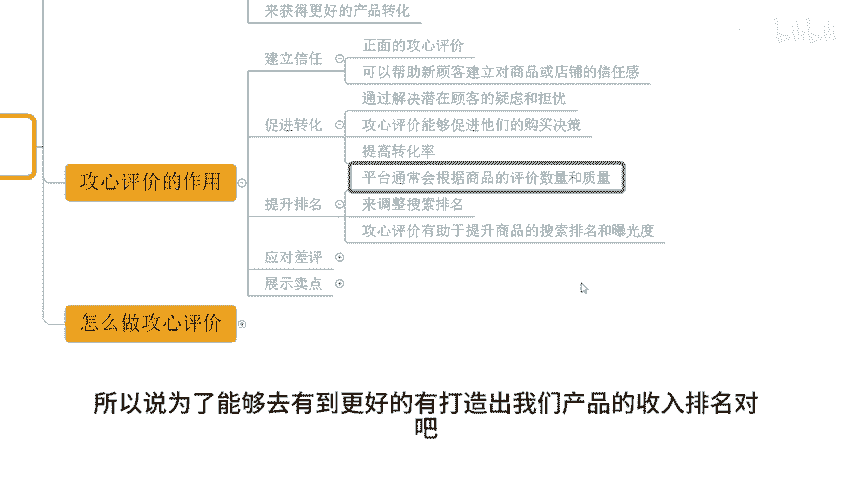 来获得更好的产品转化
建立信任
正面的攻心评价
可以帮助新顾客建立对商品或店铺的信任感
促进转化
通过解决潜在顾客的疑虑和担忧
攻心评价能够促进他们的购买决策
提高转化率
攻心评价的作用
提升排名
平台通常会根据商品的评价数量和质量
来调整搜索排名
攻心评价有助于提升商品的搜索排名和曝光度
应对差评
展示卖点
怎么做攻心评价
所以说为了能够去有到更好的有打造出我们产品的收入排名对
吧